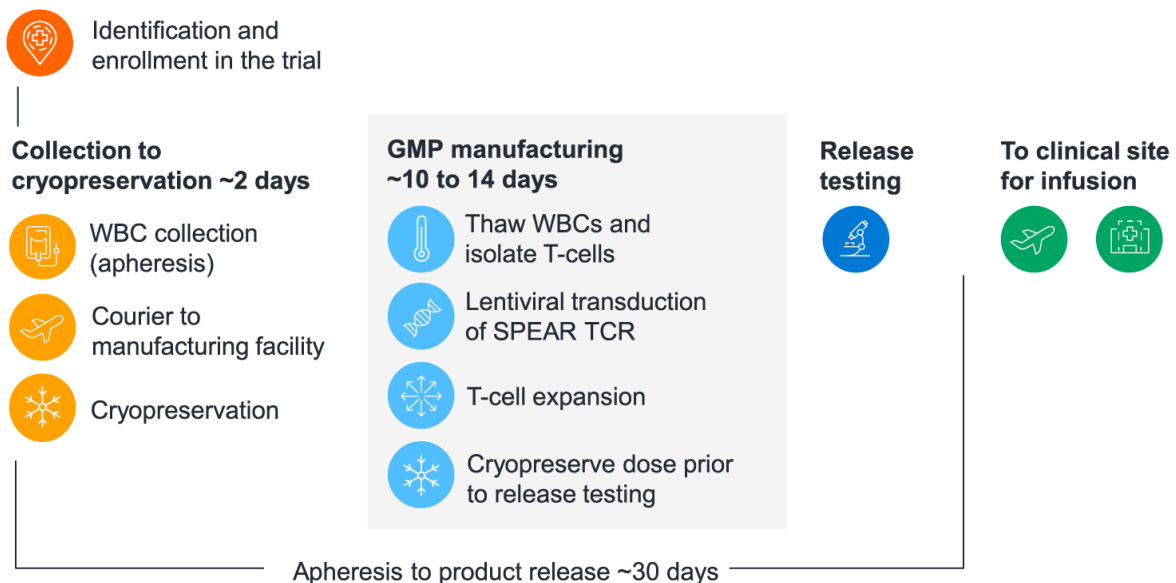 Identification and
enrollment in the trial
Collection to
cryopreservation ~2 days
WBC collection
(apheresis)
Courier to
manufacturing facility
Cryopreservation
GMP manufacturing
~10 to 14 days
Thaw WBCs and
isolate T-cells
Lentiviral transduction
of SPEAR TCR
T-cell expansion
Cryopreserve dose prior
to release testing
Release
testing
To clinical site
for infusion
Apheresis to product release ~30 days